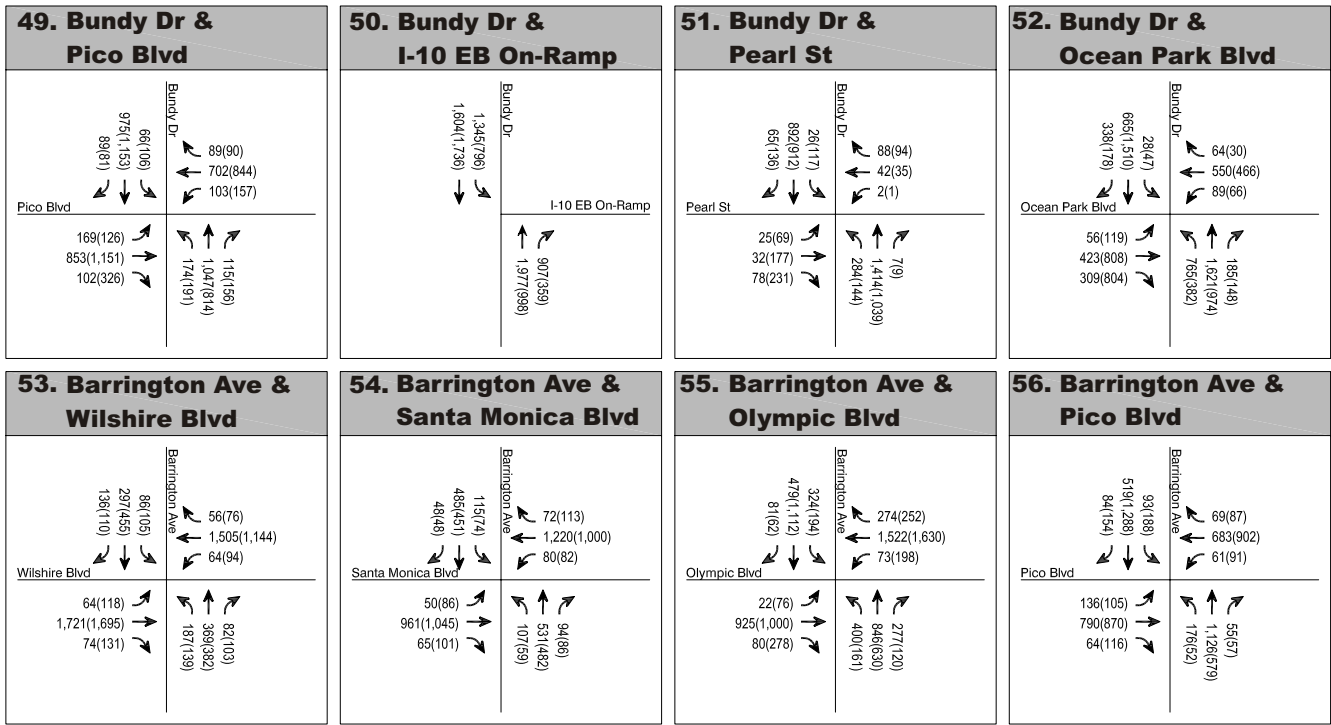 49. Bundy Dr &
Pico Blvd
Bundy Dr
89(81)
975(1,153)
66(106)
89(90)
702(844)
103(157)
Pico Blvd
169(126)
853(1,151)
102(326)
174(191)
1,047(814)
115(156)
50. Bundy Dr &
I-10 EB On-Ramp
Bundy Dr
1,604(1,736)
1,345(796)
I-10 EB On-Ramp
1,977(998)
907(359)
51. Bundy Dr &
Pearl St
Bundy Dr
65(136)
892(912)
26(117)
88(94)
42(35)
2(1)
Pearl St
25(69)
32(177)
78(231)
284(144)
1,414(1,039)
7(9)
52. Bundy Dr &
Ocean Park Blvd
Bundy Dr
338(178)
665(1,510)
28(47)
64(30)
550(466)
89(66)
Ocean Park Blvd
56(119)
423(808)
309(804)
765(382)
1,621(974)
185(148)
53. Barrington Ave &
Wilshire Blvd
Barrington Ave
136(110)
297(455)
86(105)
56(76)
1,505(1,144)
64(94)
Wilshire Blvd
64(118)
1,721(1,695)
74(131)
187(139)
369(382)
82(103)
54. Barrington Ave &
Santa Monica Blvd
Barrington Ave
48(48)
485(451)
115(74)
72(113)
1,220(1,000)
80(82)
Santa Monica Blvd
50(86)
961(1,045)
65(101)
107(59)
531(482)
94(86)
55. Barrington Ave &
Olympic Blvd
Barrington Ave
81(62)
479(1,112)
324(194)
274(252)
1,522(1,630)
73(198)
Olympic Blvd
22(76)
925(1,000)
80(278)
400(161)
846(630)
277(120)
56. Barrington Ave &
Pico Blvd
Barrington Ave
84(154)
519(1,288)
93(188)
69(87)
683(902)
61(91)
Pico Blvd
136(105)
790(870)
64(116)
176(52)
1,126(579)
55(57)